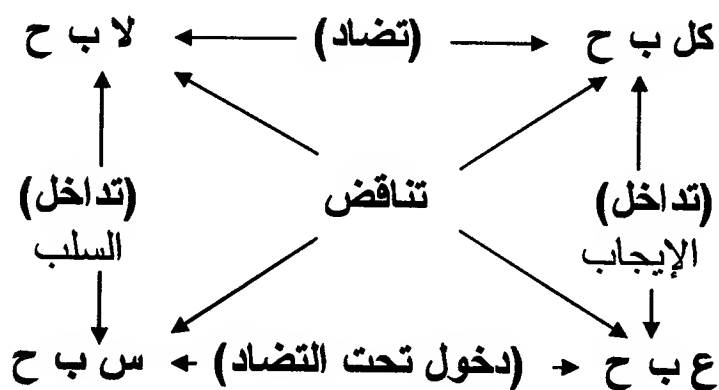 كل ب ح (تضاد) لا ب ح
تناقض
(تداخل) (تداخل)
الإيجاب السلب
ع ب ح (دخول تحت التضاد) س ب ح